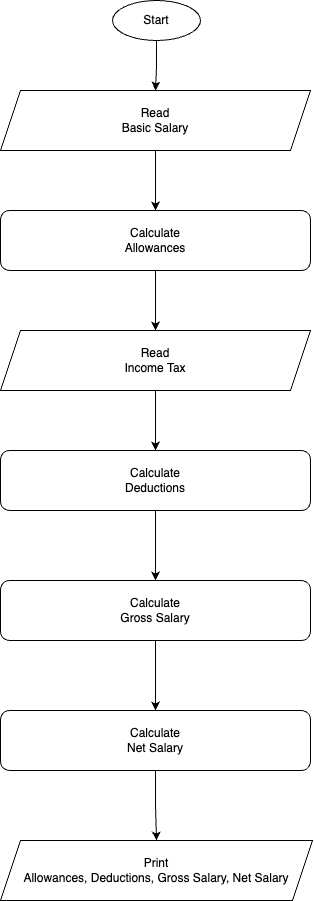 Start
Read
Basic Salary
Calculate
Allowances
Read
Income Tax
Calculate
Deductions
Calculate
Gross Salary
Calculate
Net Salary
Print
Allowances, Deductions, Gross Salary, Net Salary